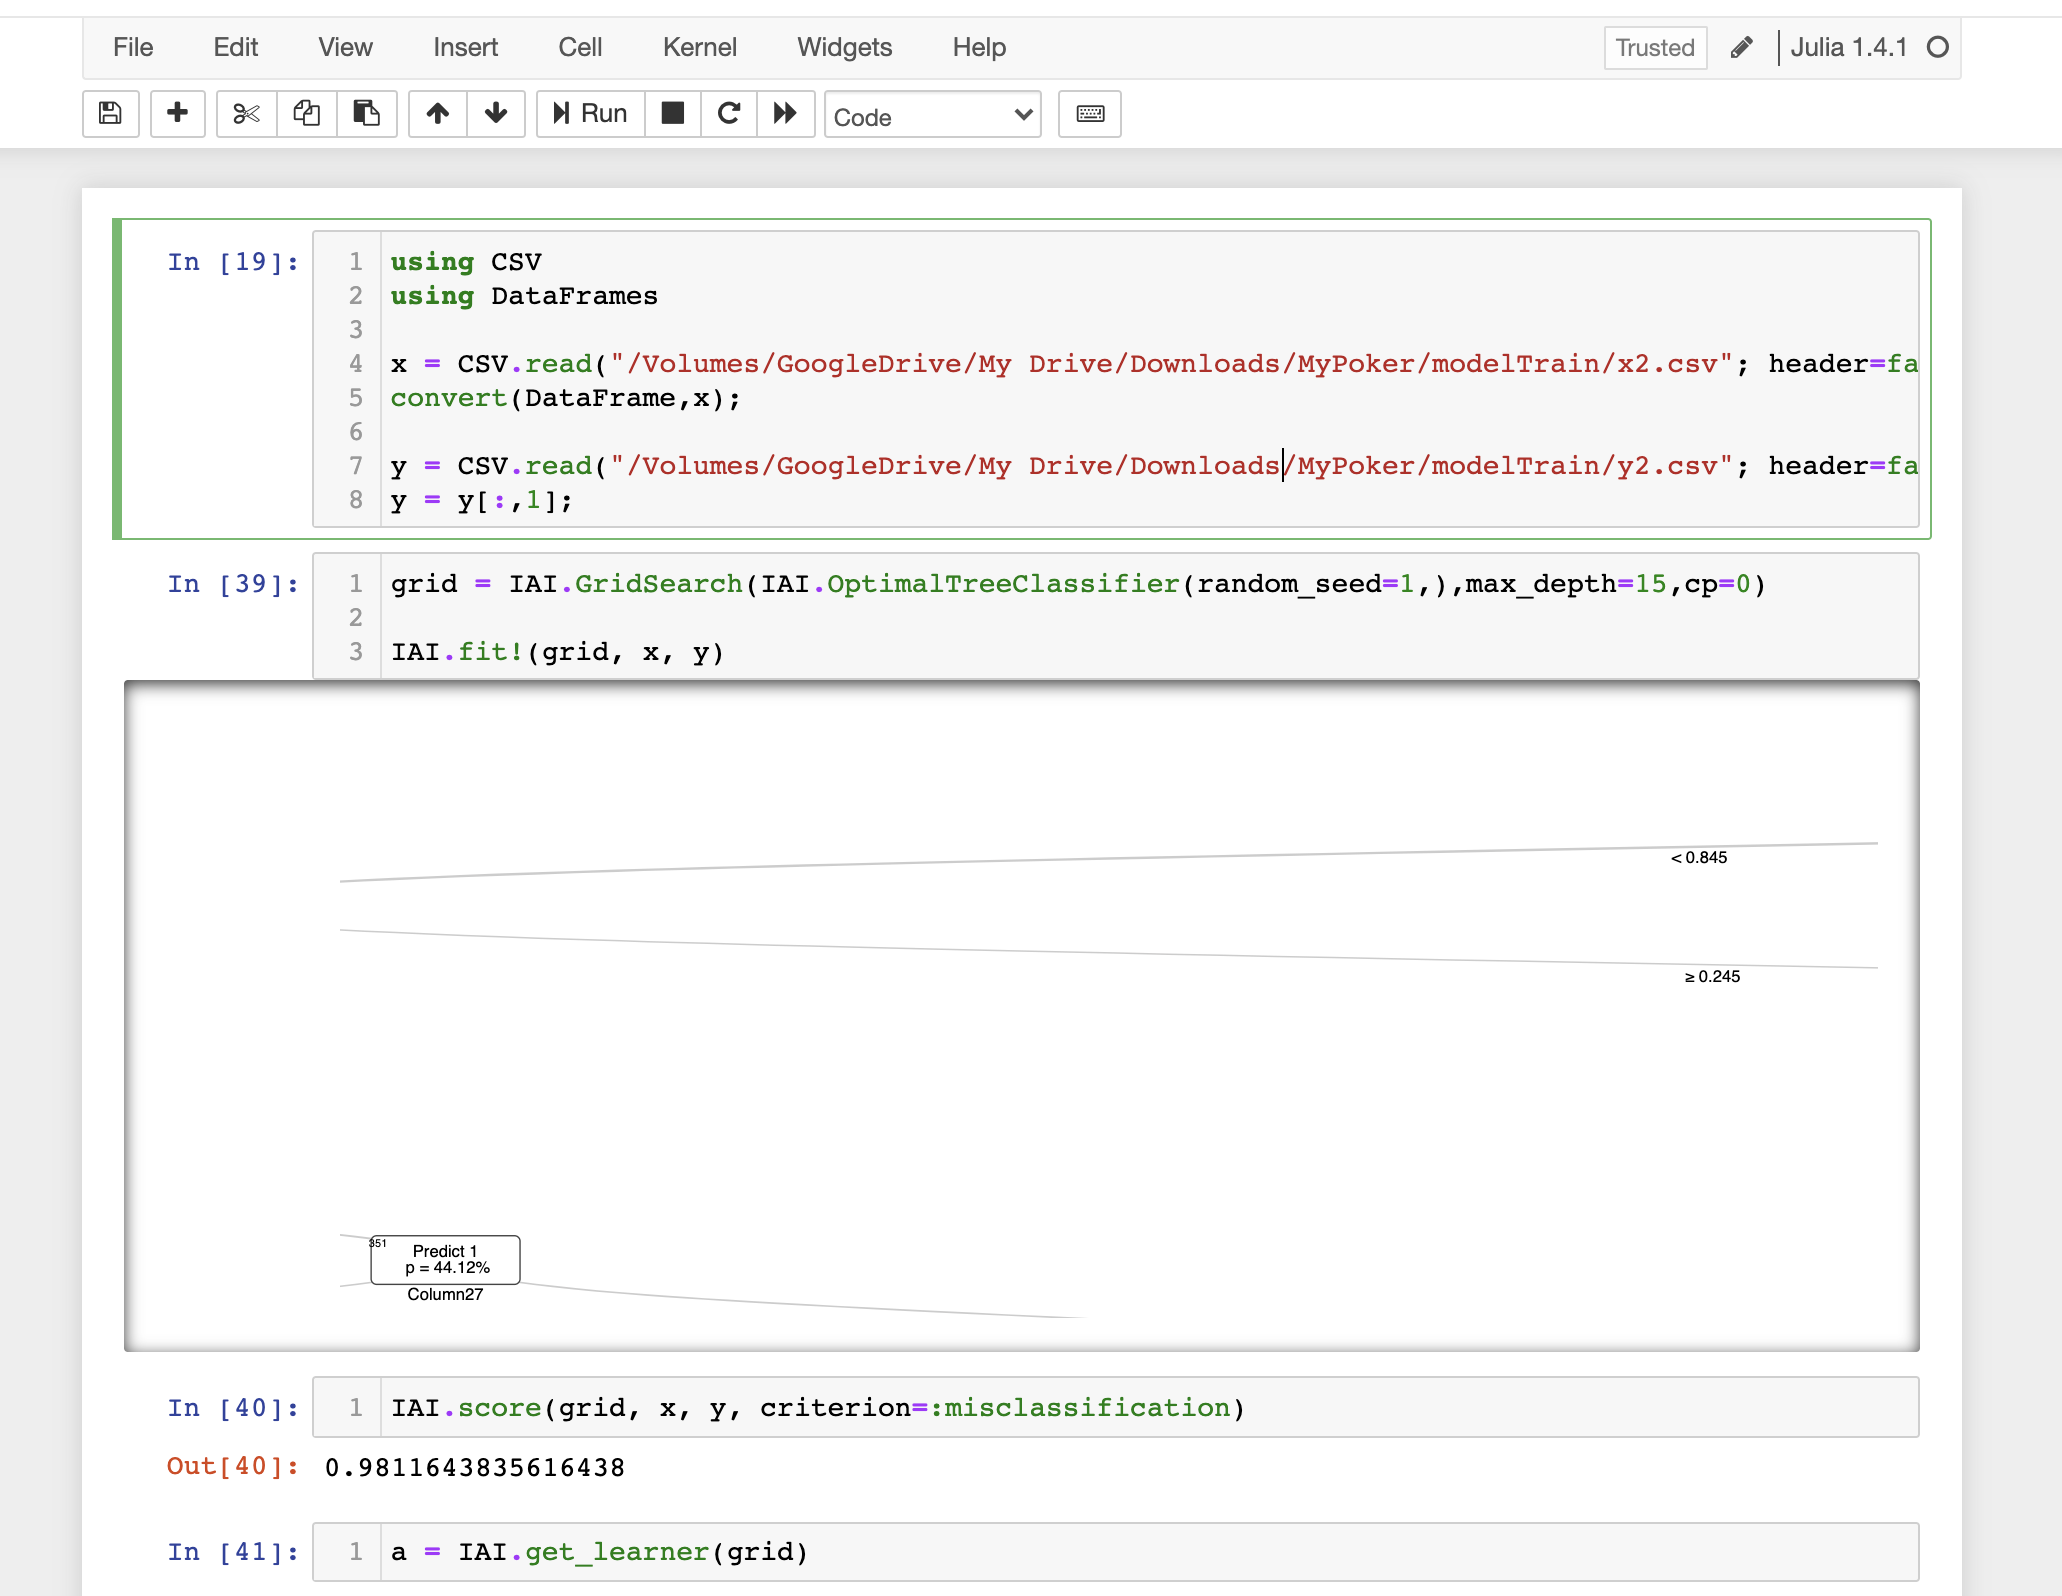 File Edit View Insert Cell Kernel Widgets Help Trusted Julia 1.4.1
Run Code
In [19]:
1 using CSV
2 using DataFrames
3
4 x = CSV.read("/Volumes/GoogleDrive/My Drive/Downloads/MyPoker/modelTrain/x2.csv"; header=fa
5 convert(DataFrame,x);
6
7 y = CSV.read("/Volumes/GoogleDrive/My Drive/Downloads/MyPoker/modelTrain/y2.csv"; header=fa
8 y = y[:,1];
In [39]:
1 grid = IAI.GridSearch(IAI.OptimalTreeClassifier(random_seed=1,),max_depth=15,cp=0)
2
3 IAI.fit!(grid, x, y)
< 0.845
≥ 0.245
351
Predict 1
p = 44.12%
Column27
In [40]:
1 IAI.score(grid, x, y, criterion=:misclassification)
Out[40]: 0.9811643835616438
In [41]:
1 a = IAI.get_learner(grid)